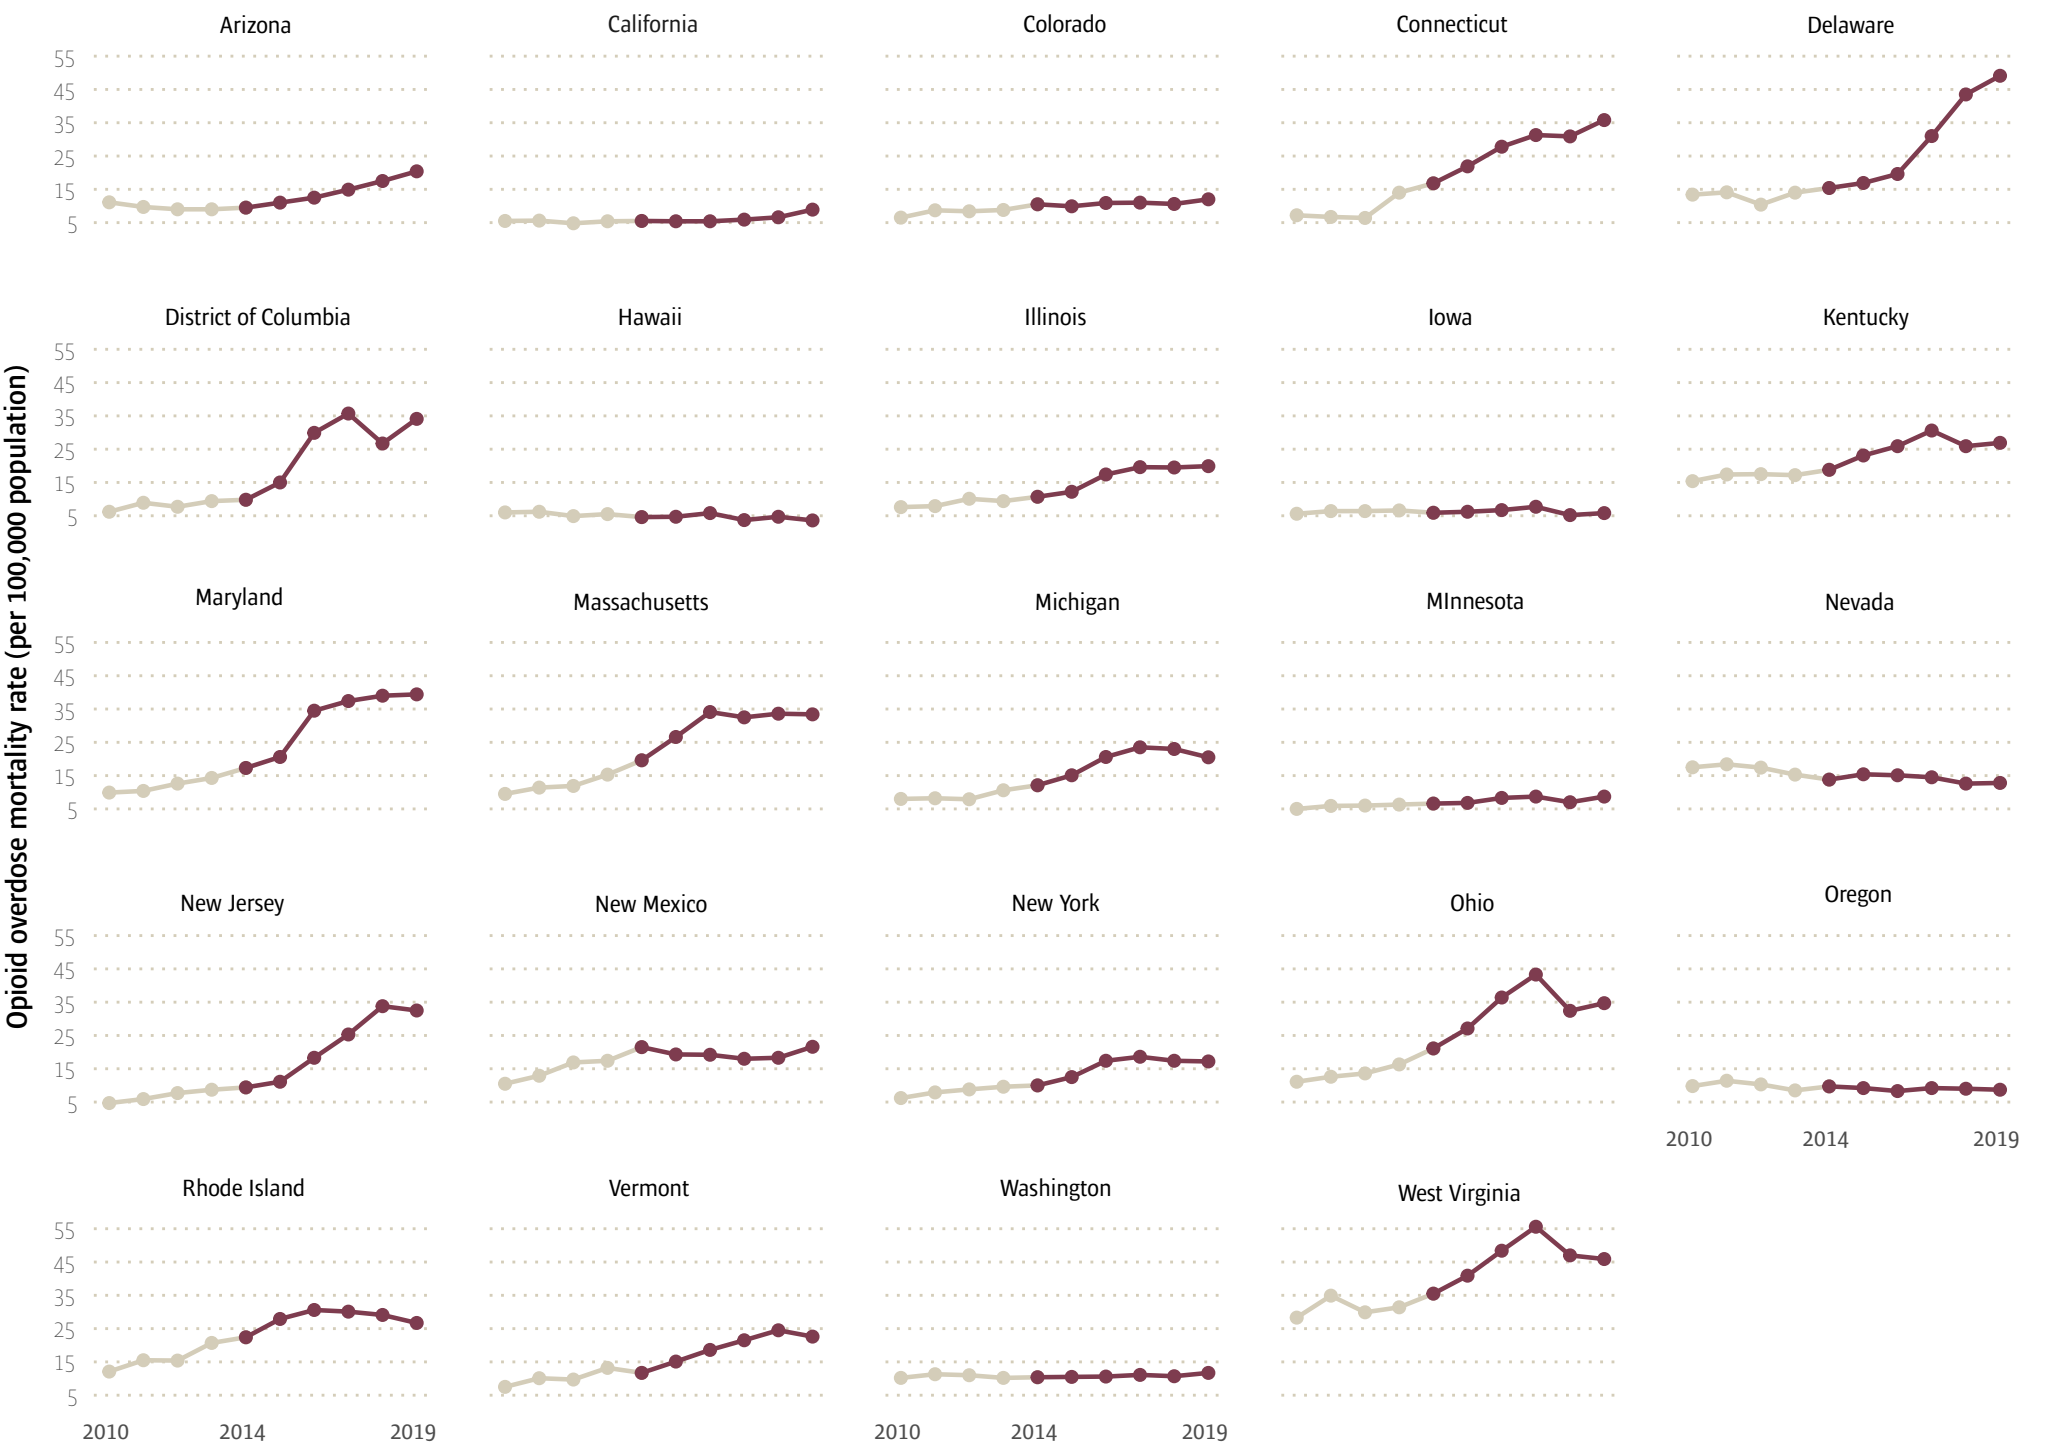 Opioid overdose mortality rate (per 100,000 population)
Arizona
California
Colorado
Connecticut
Delaware
55
45
35
25
15
5
District of Columbia
Hawaii
Illinois
Iowa
Kentucky
55
45
35
25
15
5
Maryland
Massachusetts
Michigan
MInnesota
Nevada
55
45
35
25
15
5
New Jersey
New Mexico
New York
Ohio
Oregon
55
45
35
25
15
5
2010 2014 2019
Rhode Island
Vermont
Washington
West Virginia
55
45
35
25
15
5
2010 2014 2019
2010 2014 2019